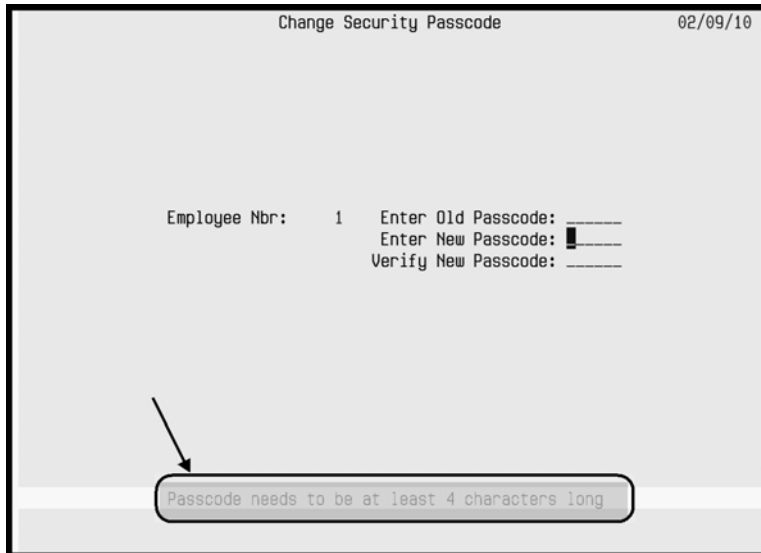 Change Security Passcode 02/09/10
Employee Nbr: 1 Enter Old Passcode: ______
Enter New Passcode: ______
Verify New Passcode: ______
Passcode needs to be at least 4 characters long